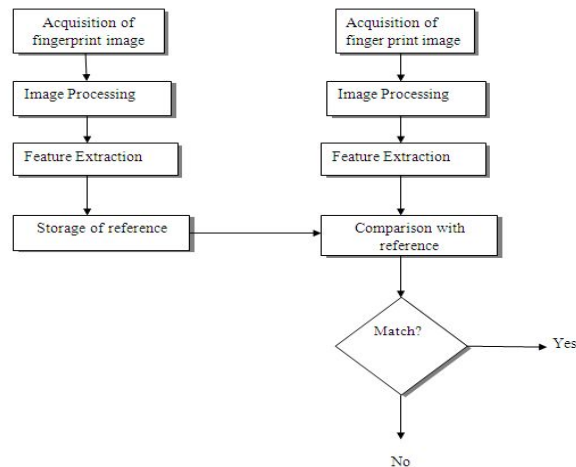 Acquisition of
fingerprint image
Image Processing
Feature Extraction
Storage of reference
Acquisition of
finger print image
Image Processing
Feature Extraction
Comparison with
reference
Match?
Yes
No